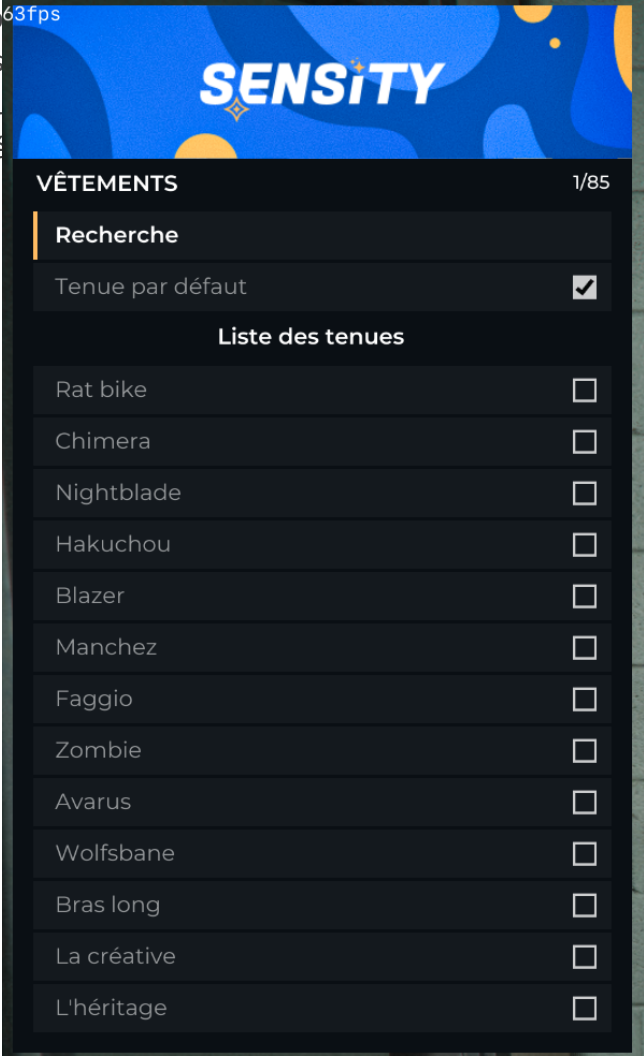 63fps
SENSiTY
VÊTEMENTS 1/85
Recherche
Tenue par défaut
Liste des tenues
Rat bike
Chimera
Nightblade
Hakuchou
Blazer
Manchez
Faggio
Zombie
Avarus
Wolfsbane
Bras long
La créative
L'héritage